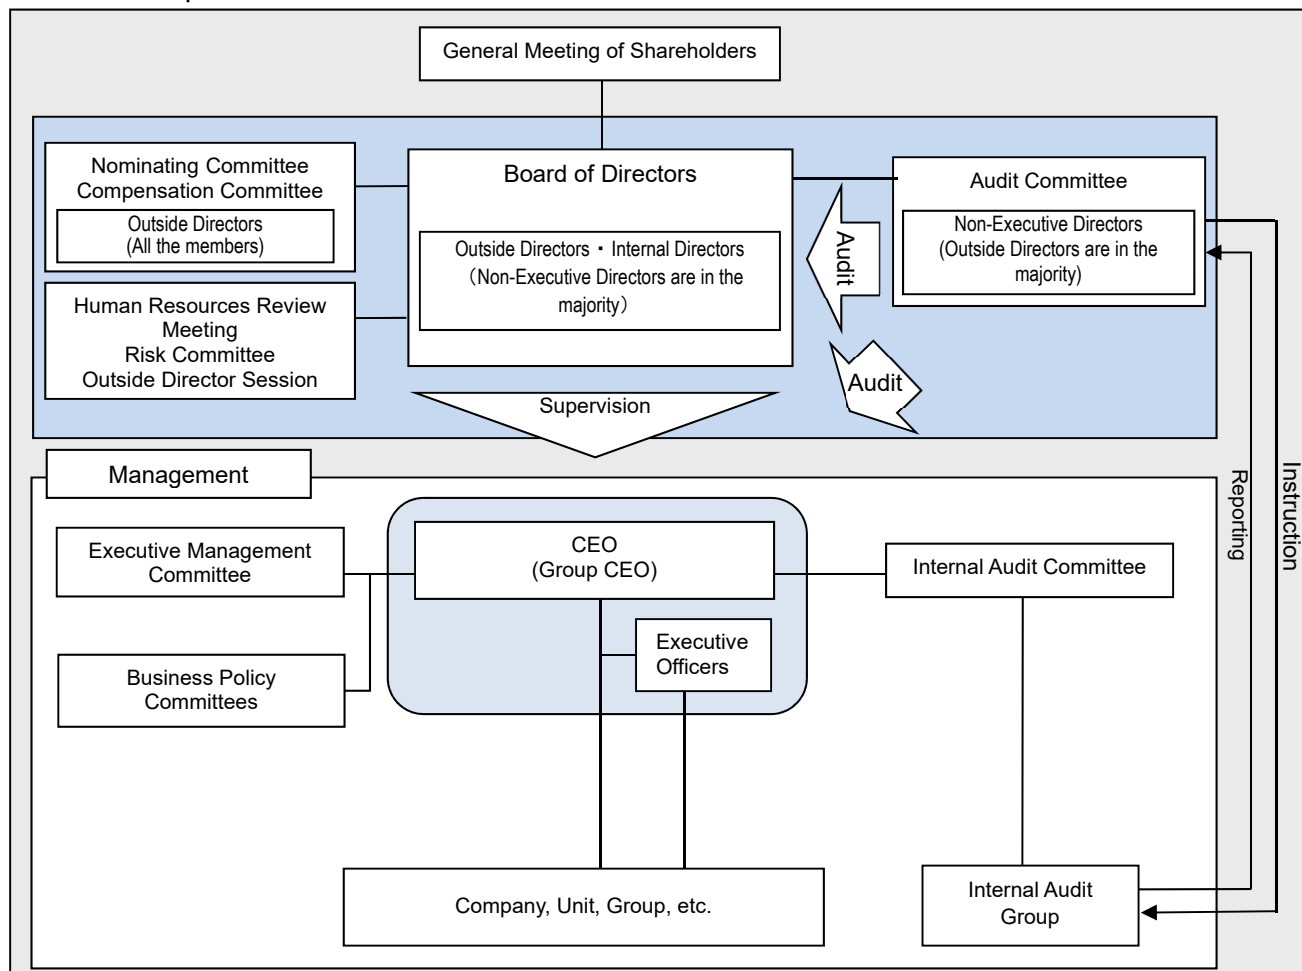 General Meeting of Shareholders
Nominating Committee
Compensation Committee
Outside Directors
(All the members)
Human Resources Review
Meeting
Risk Committee
Outside Director Session
Board of Directors
Outside Directors・Internal Directors
（Non-Executive Directors are in the
majority）
Audit
Audit Committee
Non-Executive Directors
(Outside Directors are in the
majority)
Audit
Supervision
Reporting
Instruction
Management
Executive Management
Committee
CEO
(Group CEO)
Internal Audit Committee
Executive
Officers
Business Policy
Committees
Company, Unit, Group, etc.
Internal Audit
Group